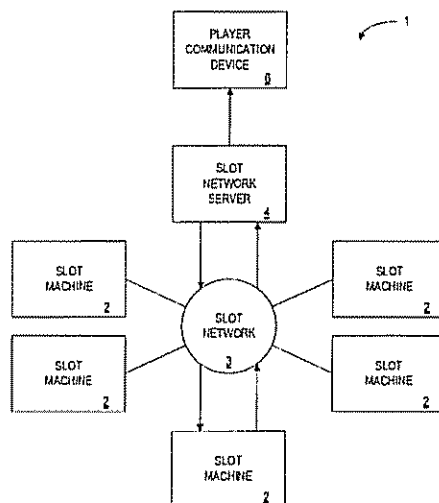 1
PLAYER
COMMUNICATION
DEVICE
SLOT
NETWORK
SERVER
4
SLOT
MACHINE
2
SLOT
MACHINE
2
SLOT
NETWORK
3
SLOT
MACHINE
2
SLOT
MACHINE
2
SLOT
MACHINE
2